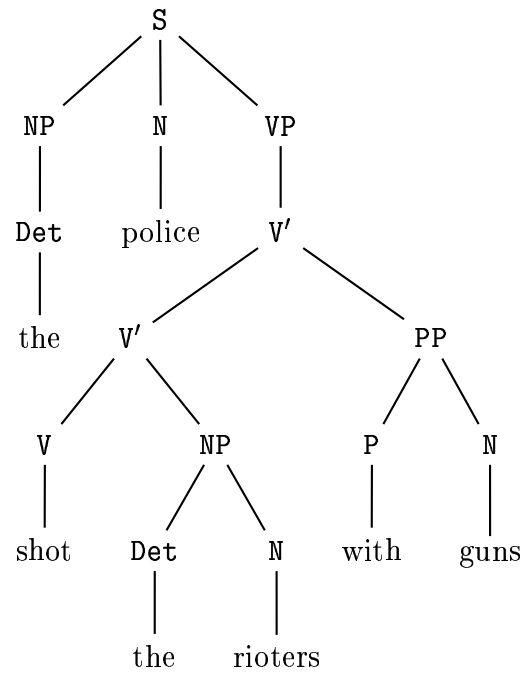 S
NP N VP
Det police V′
the V′ PP
V NP P N
shot Det N with guns
the rioters